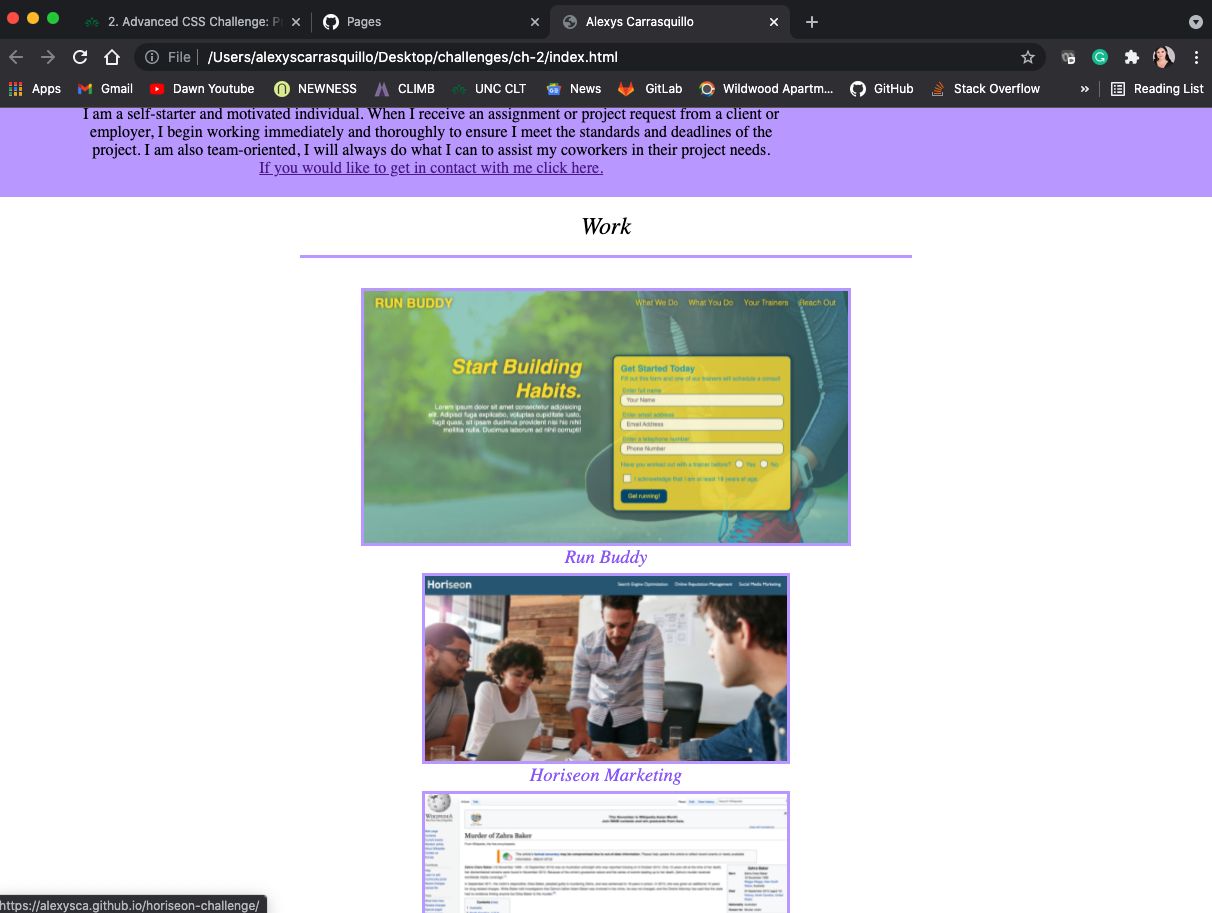 2. Advanced CSS Challenge: Pr
Pages
Alexys Carrasquillo
File
/Users/alexyscarrasquillo/Desktop/challenges/ch-2/index.html
Apps
Gmail
Dawn Youtube
NEWNESS
CLIMB
UNC CLT
News
GitLab
Wildwood Apartm...
GitHub
Stack Overflow
»
Reading List
I am a self-starter and motivated individual. When I receive an assignment or project request from a client or
employer, I begin working immediately and thoroughly to ensure I meet the standards and deadlines of the
project. I am also team-oriented, I will always do what I can to assist my coworkers in their project needs.
If you would like to get in contact with me click here.
Work
RUN BUDDY
What We Do
What You Do
Your Trainers
Reach Out
Start Building
Habits.
Lorem ipsum dolor sit amet consectetur adipisicing
elit. Adipisci fuga explicabo, voluptas cupiditate iusto,
fugit quasi, sit ipsam ducimus provident nisi hic nihil
mollitia nulla. Ducimus laborum ad nihil corrupti!
Get Started Today
Fill out this form and one of our trainers will schedule a consult
Enter full name
Your Name
Enter email address
Email Address
Enter a telephone number
Phone Number
Have you worked out with a trainer before?
Yes
No
I acknowledge that I am at least 18 years of age.
Get running!
Run Buddy
Horiseon
Search Engine Optimization
Online Reputation Management
Social Media Marketing
Horiseon Marketing
WIKIPEDIA
Murder of Zahra Baker
From Wikipedia, the free encyclopedia
Zahra Baker
Contents
https://alexysca.github.io/horiseon-challenge/